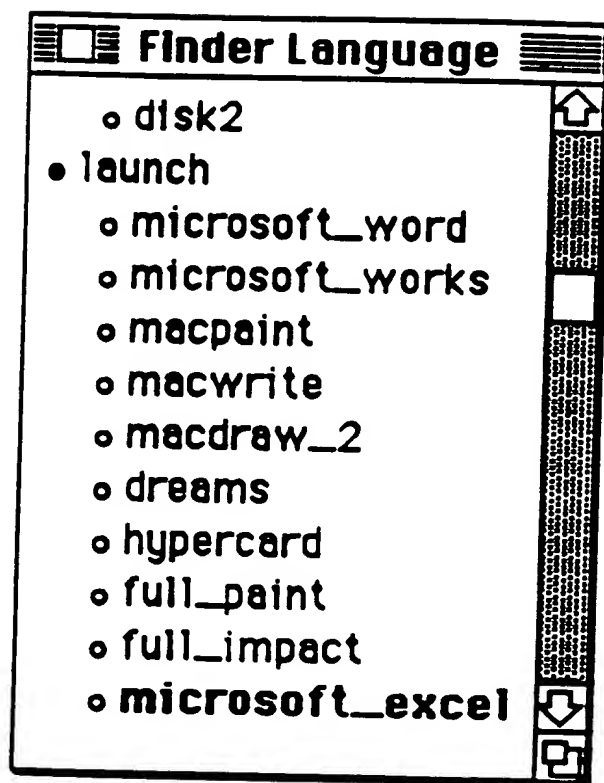 Finder Language
disk2
launch
microsoft_word
microsoft_works
macpaint
macwrite
macdraw_2
dreams
hypercard
full_paint
full_impact
microsoft_excel